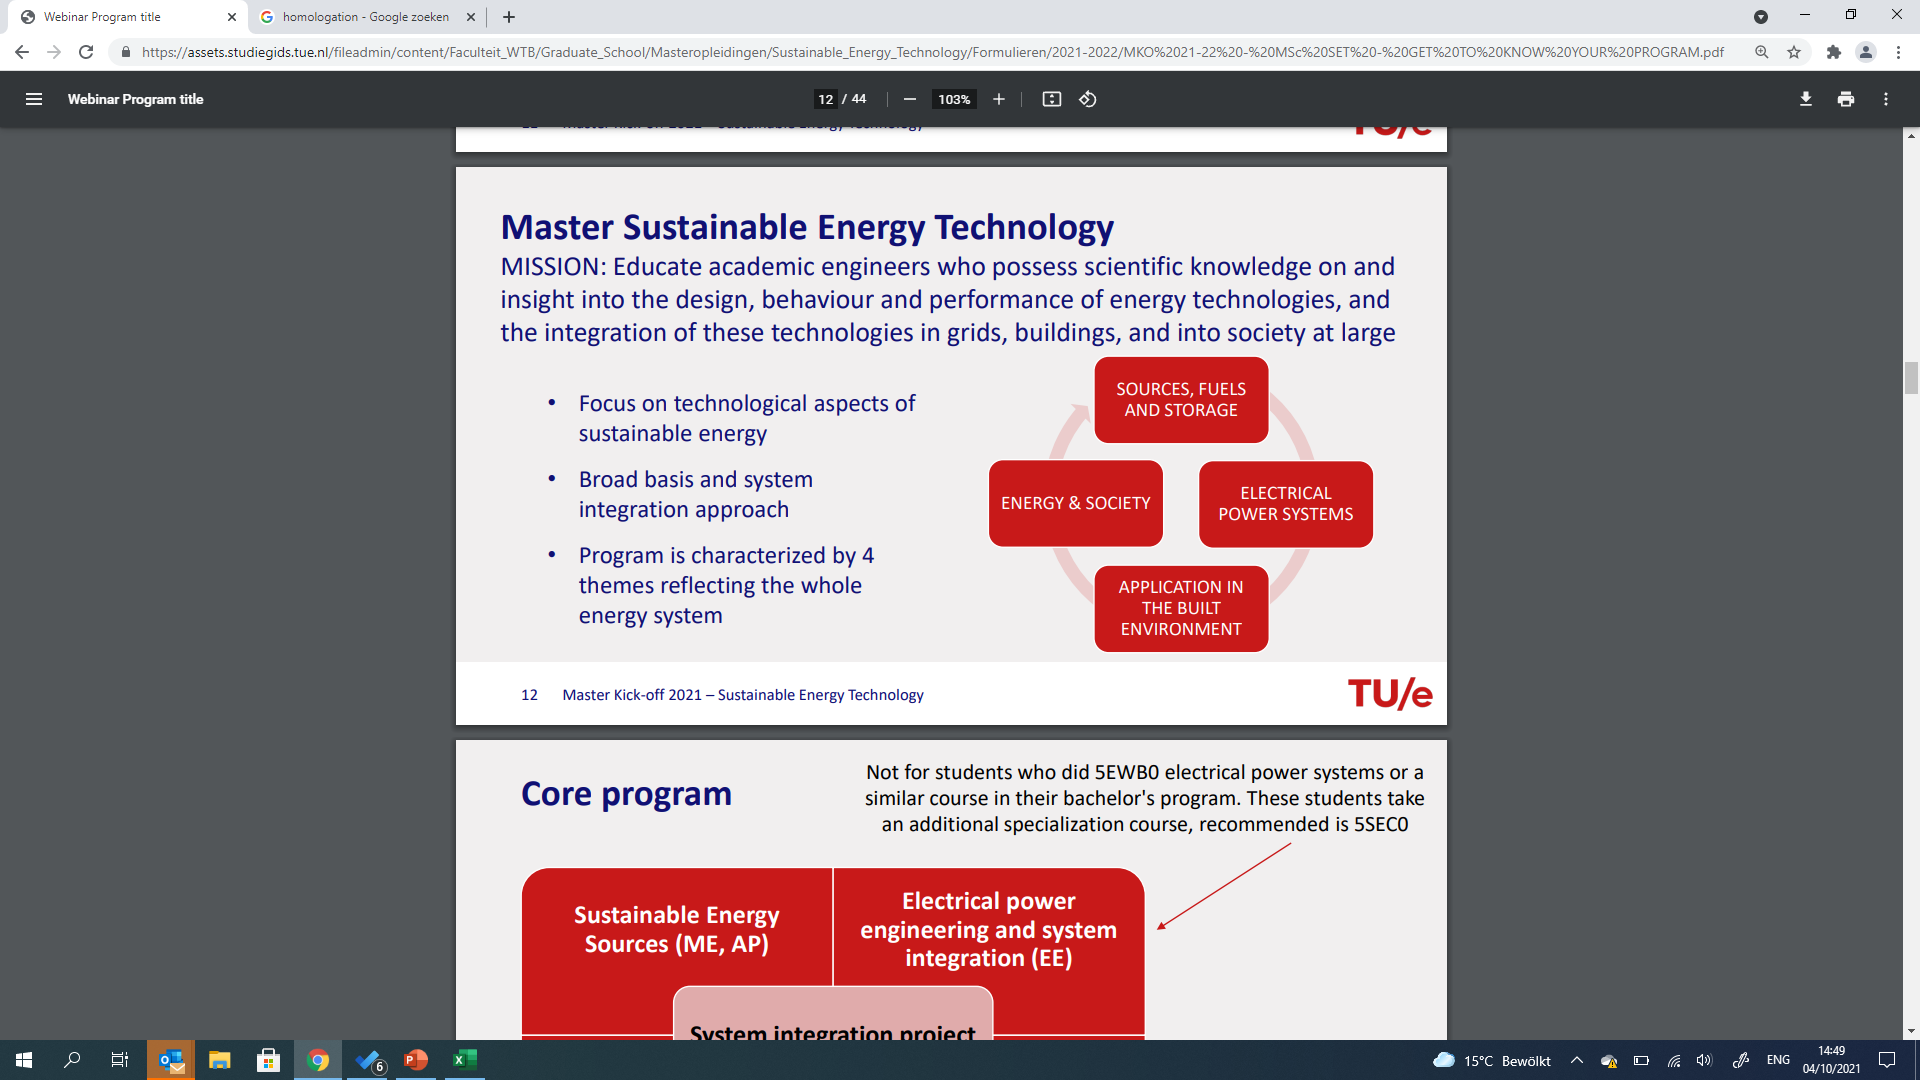 Webinar Program title
homologation - Google zoeken
https://assets.studiegids.tue.nl/fileadmin/content/Faculteit_WTB/Graduate_School/Masteropleidingen/Sustainable_Energy_Technology/Formulieren/2021-2022/MKO%2021-22%20-%20MSc%20SET%20-%20GET%20TO%20KNOW%20YOUR%20PROGRAM.pdf
Webinar Program title
12 / 44
103%
TU/e
Master Sustainable Energy Technology
MISSION: Educate academic engineers who possess scientific knowledge on and
insight into the design, behaviour and performance of energy technologies, and
the integration of these technologies in grids, buildings, and into society at large
• Focus on technological aspects of
sustainable energy
• Broad basis and system
integration approach
• Program is characterized by 4
themes reflecting the whole
energy system
SOURCES, FUELS
AND STORAGE
ENERGY & SOCIETY
ELECTRICAL
POWER SYSTEMS
APPLICATION IN
THE BUILT
ENVIRONMENT
12 Master Kick-off 2021 – Sustainable Energy Technology
TU/e
Core program
Not for students who did 5EWB0 electrical power systems or a
similar course in their bachelor's program. These students take
an additional specialization course, recommended is 5SEC0
Sustainable Energy
Sources (ME, AP)
Electrical power
engineering and system
integration (EE)
System integration project
6
15°C Bewölkt
ENG
14:49
04/10/2021